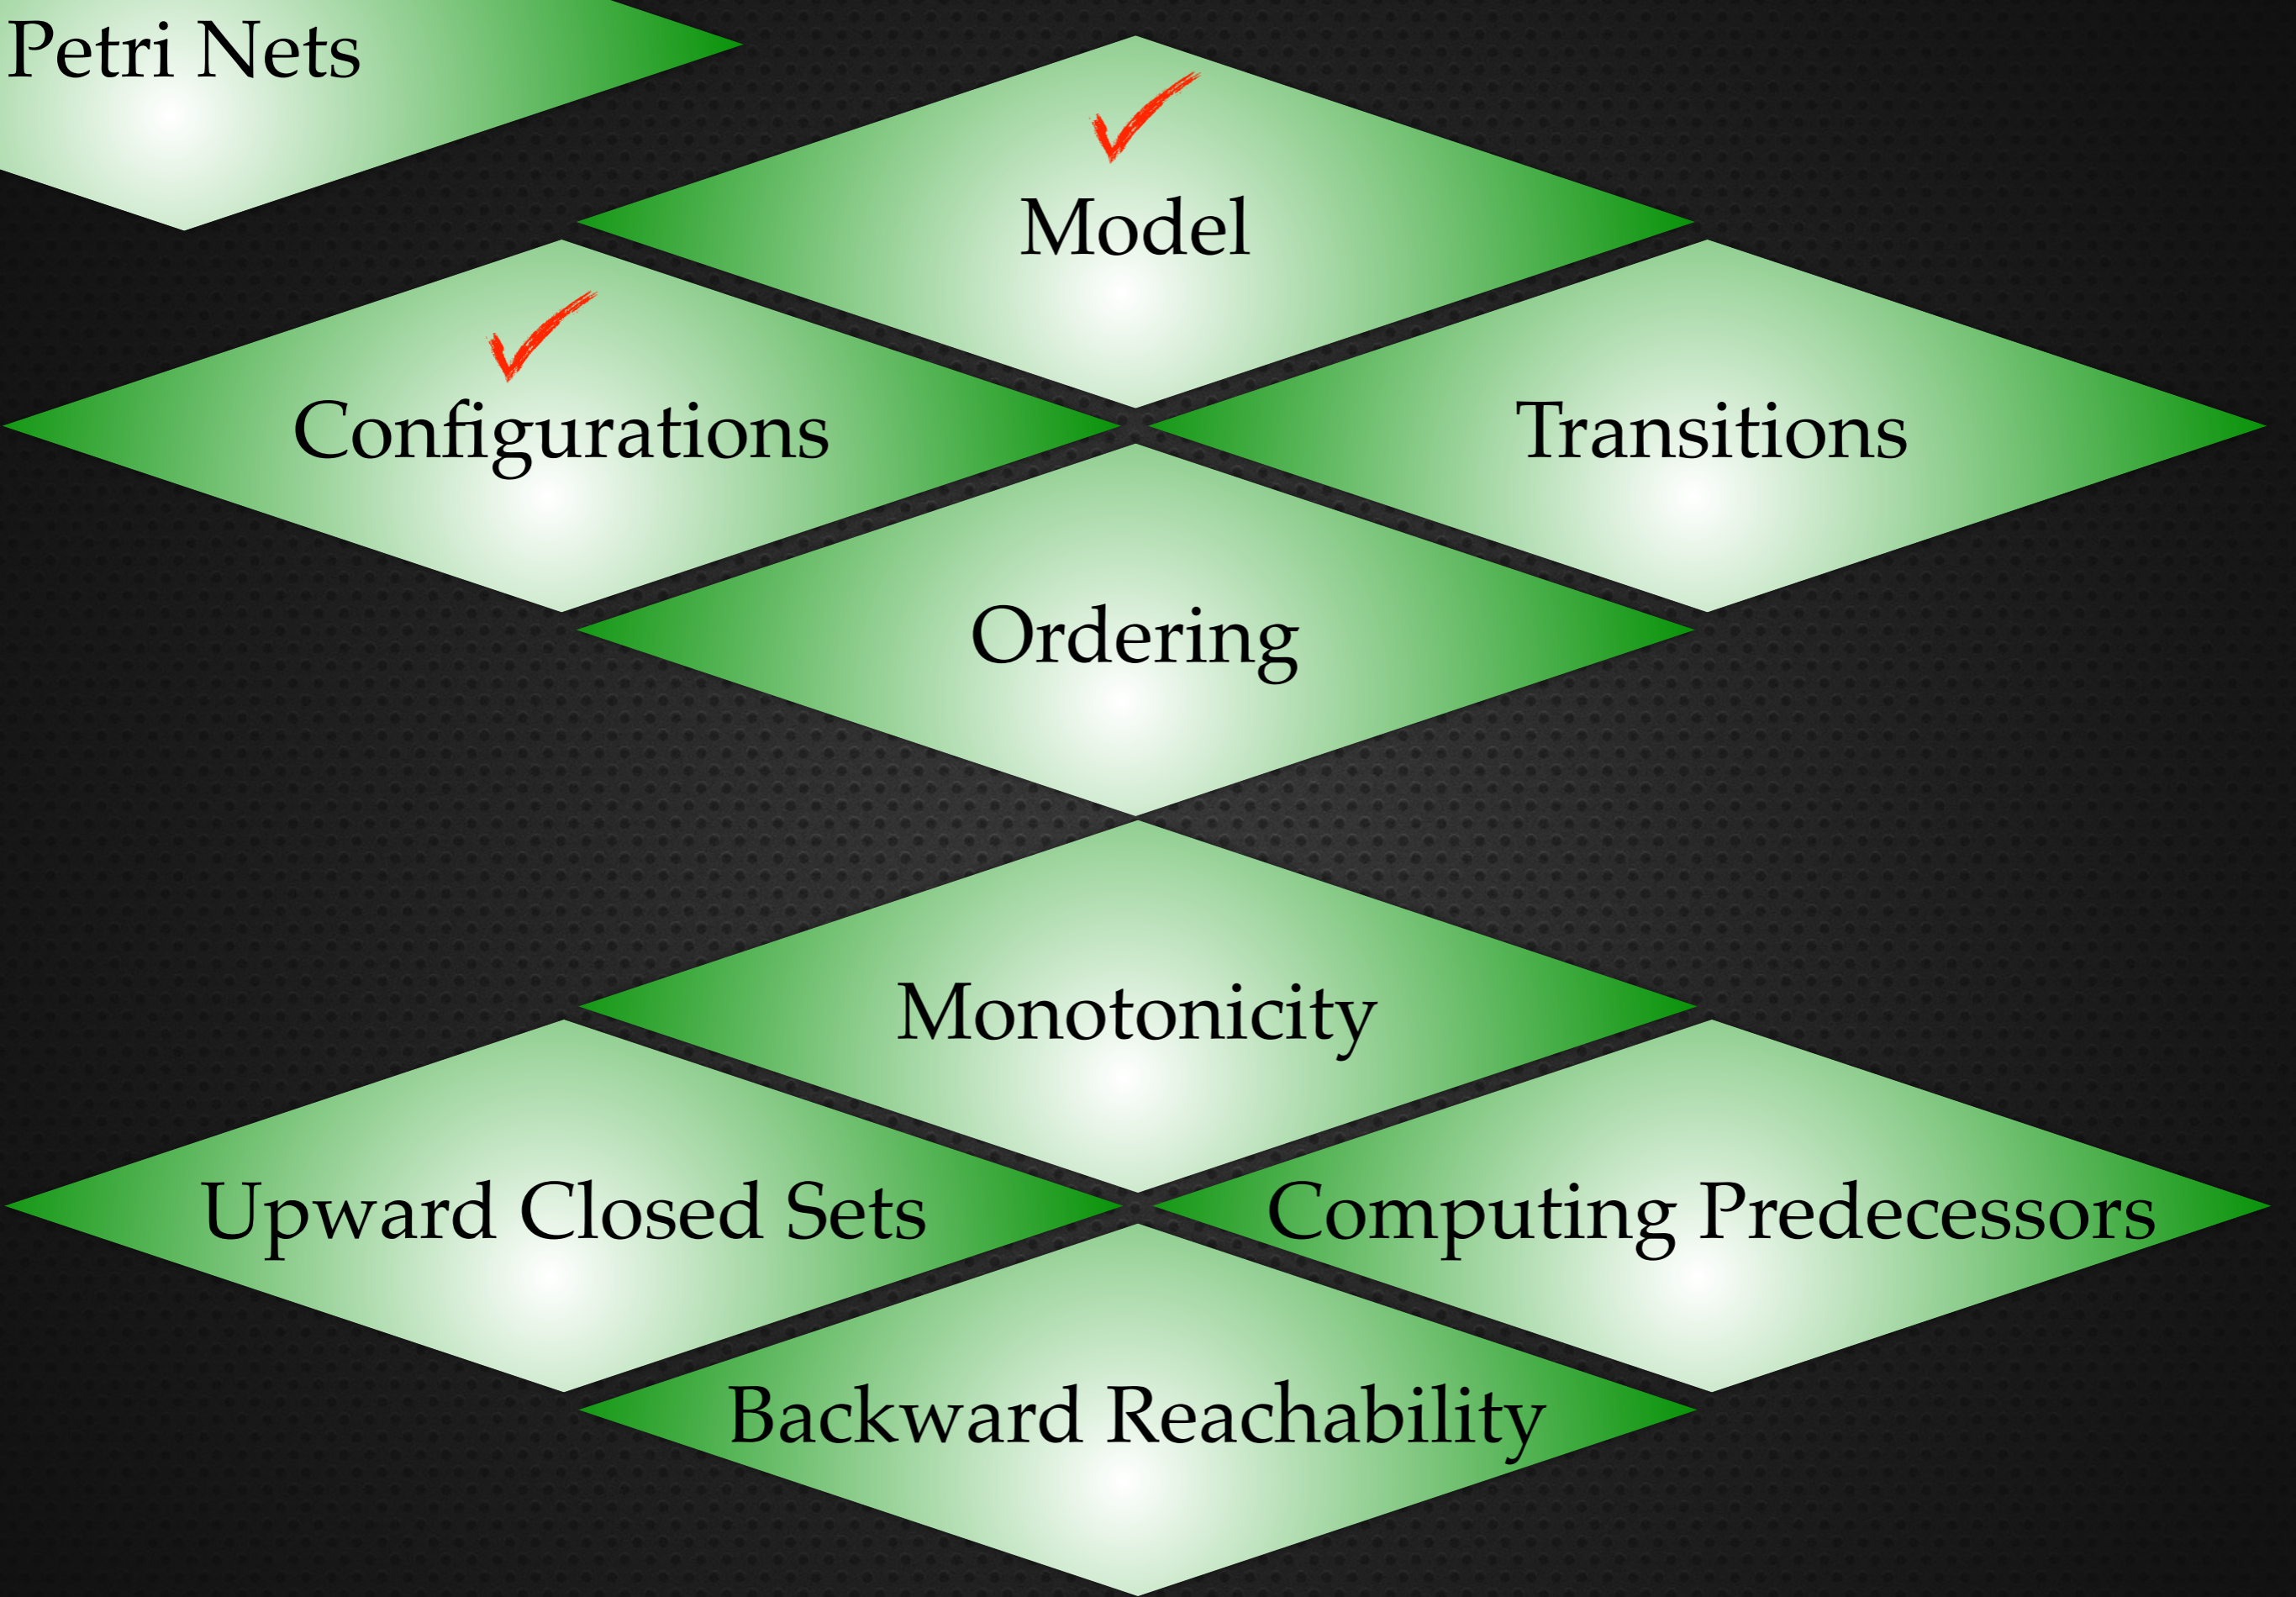 Petri Nets
Model
Configurations
Transitions
Ordering
Monotonicity
Upward Closed Sets
Computing Predecessors
Backward Reachability